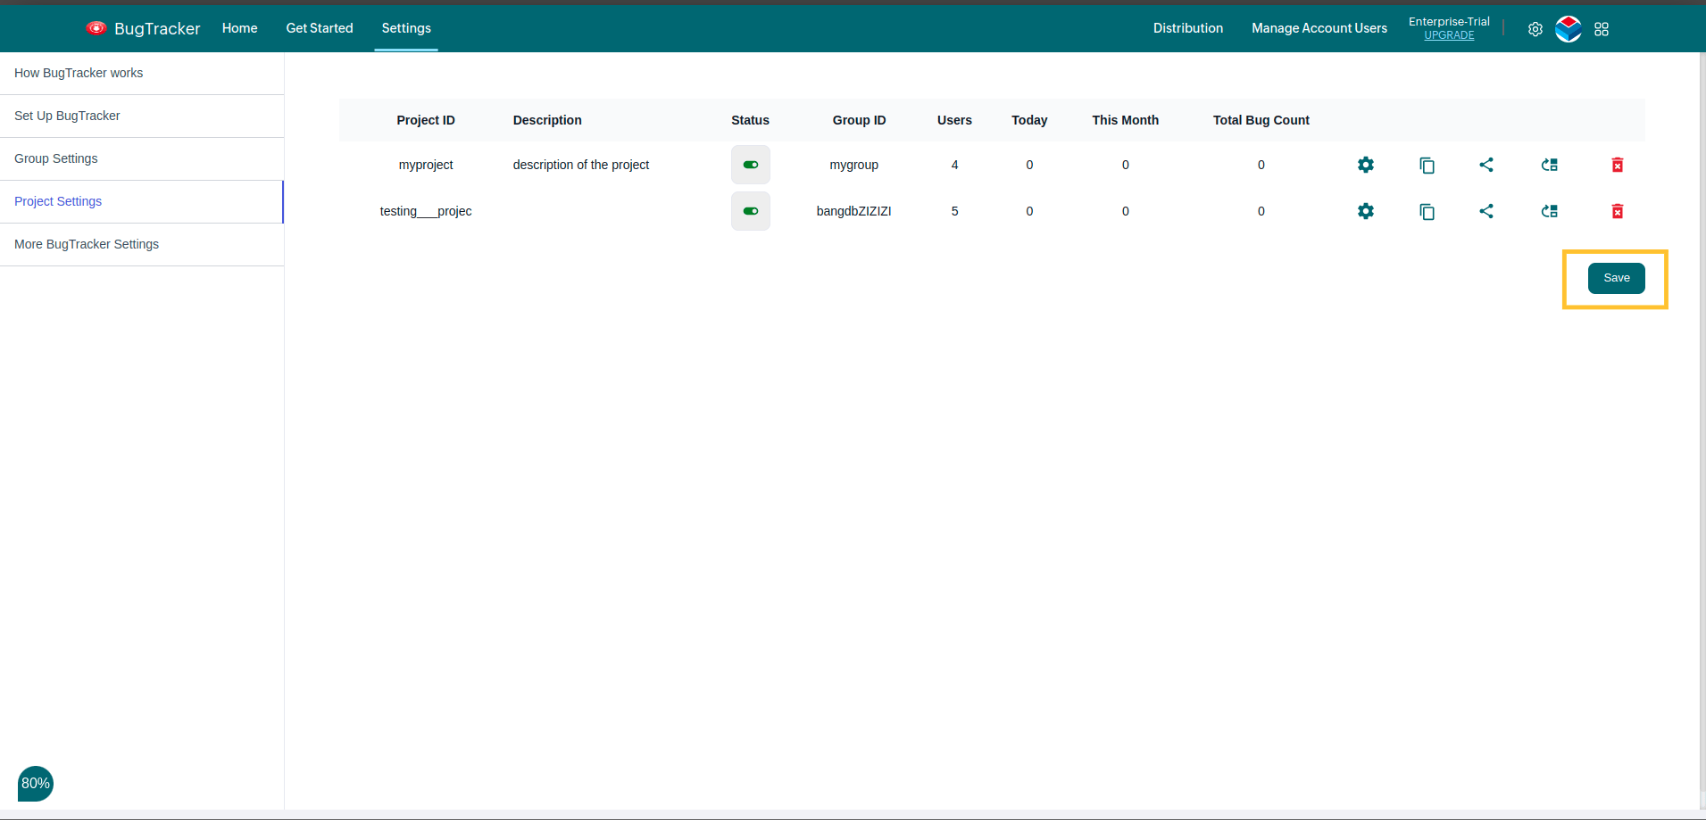 BugTracker Home Get Started Settings Distribution Manage Account Users Enterprise-Trial
UPGRADE
How BugTracker works
Set Up BugTracker
Group Settings
Project Settings
More BugTracker Settings
Project ID Description Status Group ID Users Today This Month Total Bug Count
myproject description of the project mygroup 4 0 0 0
testing___projec bangdbZIZIZI 5 0 0 0
Save
80%